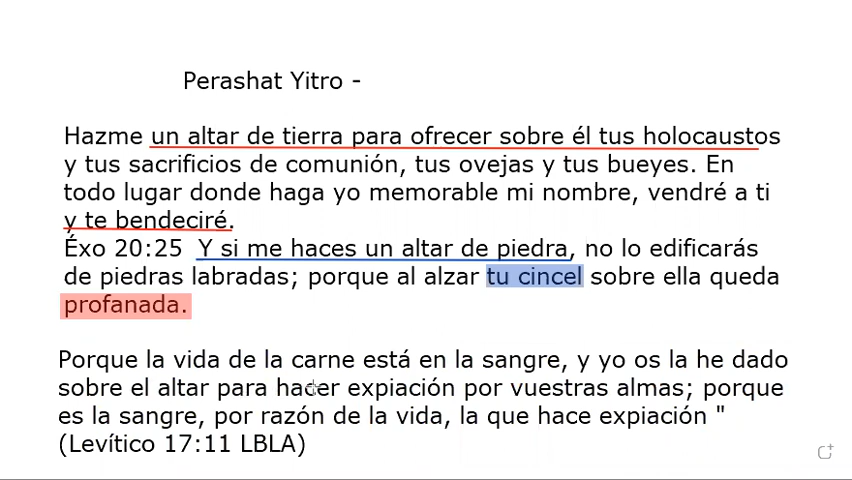 Perashat Yitro -
Hazme un altar de tierra para ofrecer sobre él tus holocaustos
y tus sacrificios de comunión, tus ovejas y tus bueyes. En
todo lugar donde haga yo memorable mi nombre, vendré a ti
y te bendeciré.
Éxo 20:25 Y si me haces un altar de piedra, no lo edificarás
de piedras labradas; porque al alzar tu cincel sobre ella queda
profanada.
Porque la vida de la carne está en la sangre, y yo os la he dado
sobre el altar para hacer expiación por vuestras almas; porque
es la sangre, por razón de la vida, la que hace expiación "
(Levítico 17:11 LBLA)